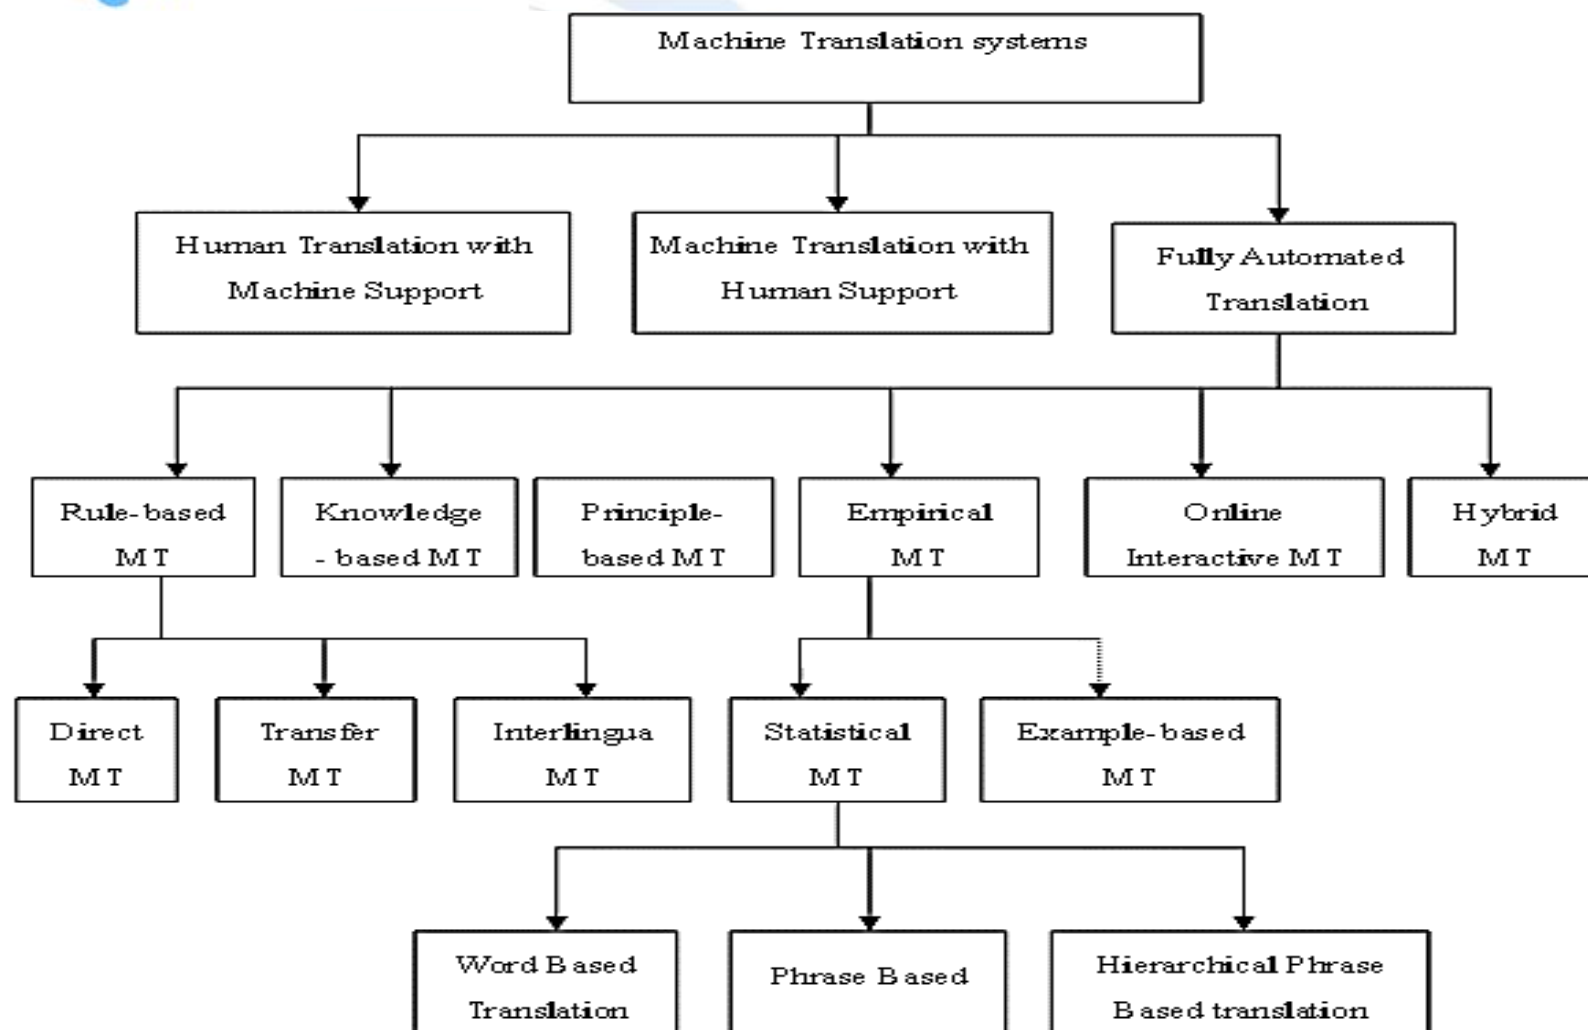 Machine Translation systems
Human Translation with
Machine Support
Machine Translation with
Human Support
Fully Automated
Translation
Rule-based
MT
Knowledge
- based MT
Principle-
based MT
Empirical
MT
Online
Interactive MT
Hybrid
MT
Direct
MT
Transfer
MT
Interlingua
MT
Statistical
MT
Example-based
MT
Word Based
Translation
Phrase Based
Hierarchical Phrase
Based translation